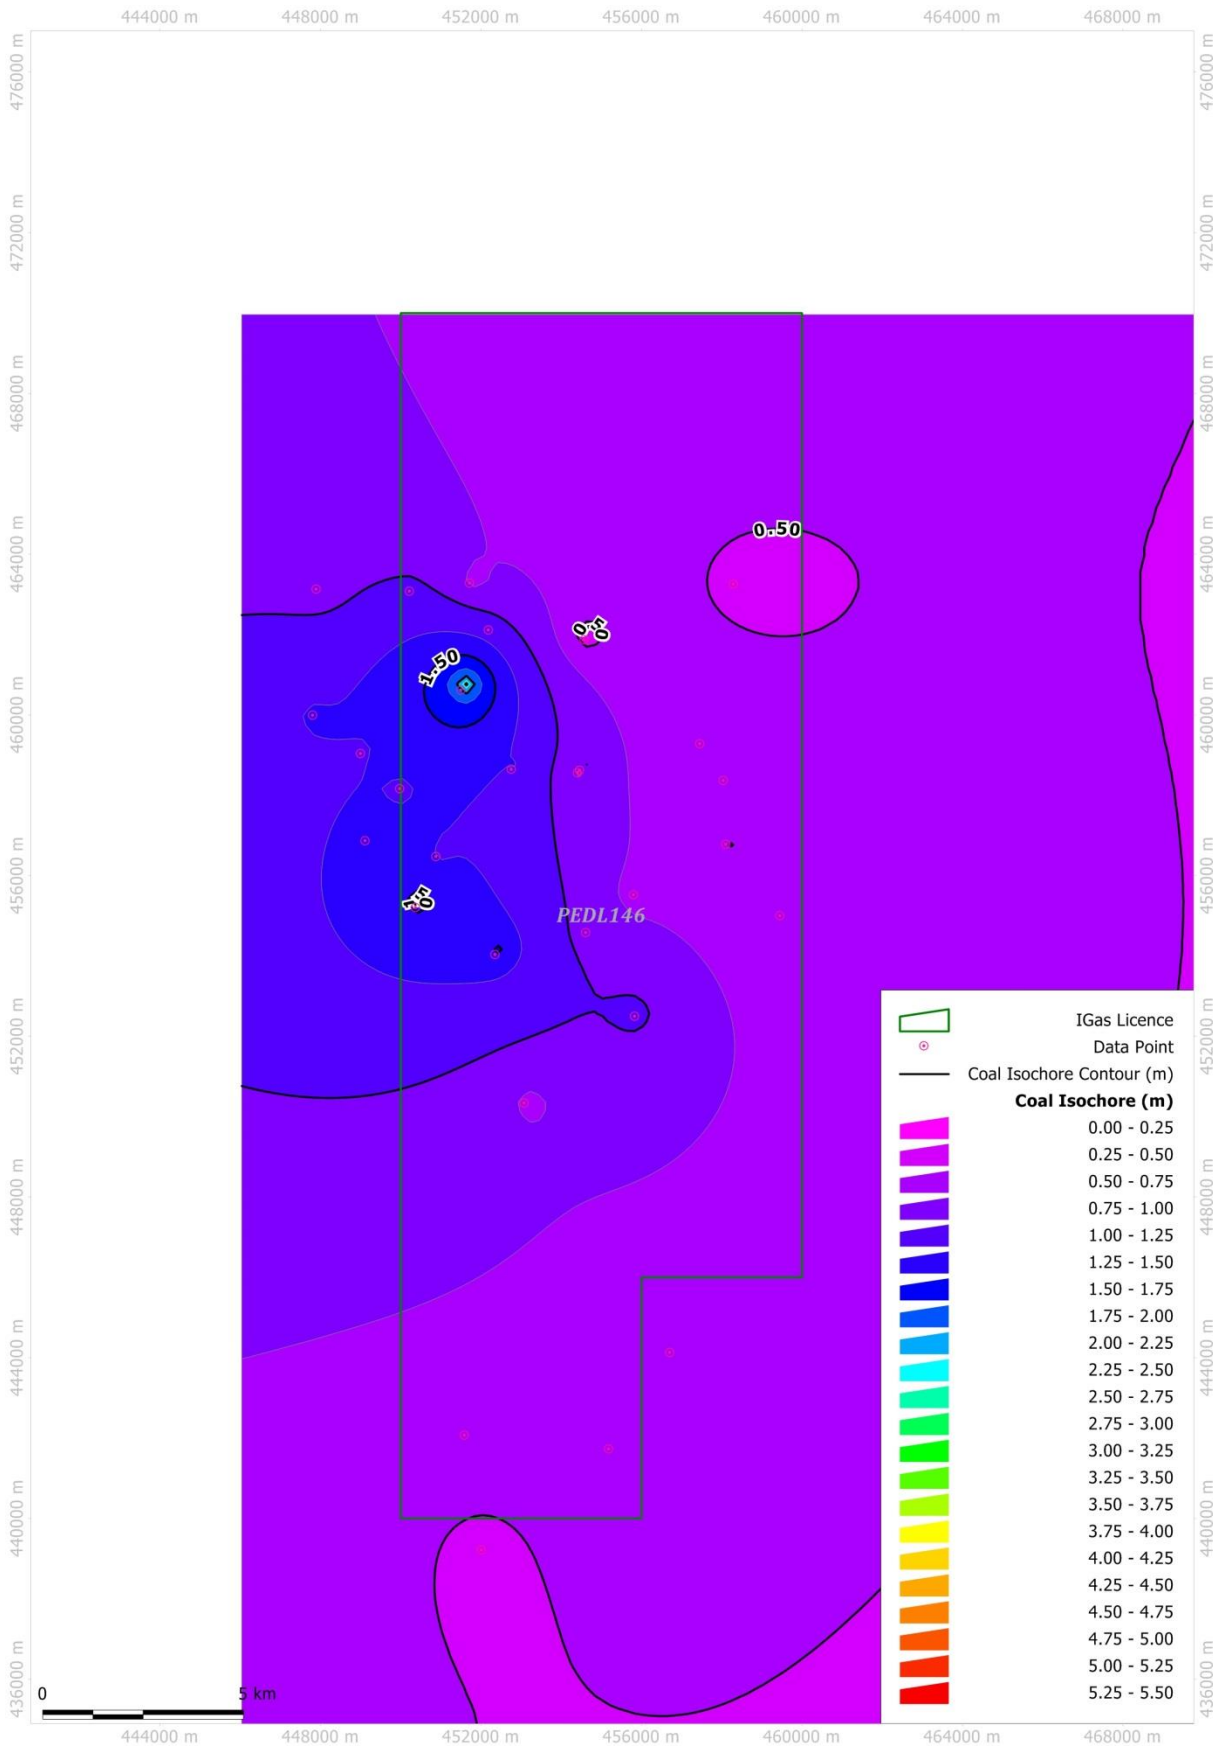 444000 m 448000 m 452000 m 456000 m 460000 m 464000 m 468000 m
476000 m 476000 m
472000 m 472000 m
468000 m 468000 m
464000 m 464000 m
0.50
0.50
1.50
460000 m 460000 m
456000 m 456000 m
1.50
PEDL146
452000 m 452000 m
IGas Licence
Data Point
Coal Isochore Contour (m)
Coal Isochore (m)
0.00 - 0.25
0.25 - 0.50
0.50 - 0.75
448000 m 448000 m
0.75 - 1.00
1.00 - 1.25
1.25 - 1.50
1.50 - 1.75
1.75 - 2.00
2.00 - 2.25
444000 m 444000 m
2.25 - 2.50
2.50 - 2.75
2.75 - 3.00
3.00 - 3.25
3.25 - 3.50
3.50 - 3.75
440000 m 440000 m
3.75 - 4.00
4.00 - 4.25
4.25 - 4.50
4.50 - 4.75
4.75 - 5.00
5.00 - 5.25
5.25 - 5.50
436000 m 436000 m
0 5 km
444000 m 448000 m 452000 m 456000 m 460000 m 464000 m 468000 m